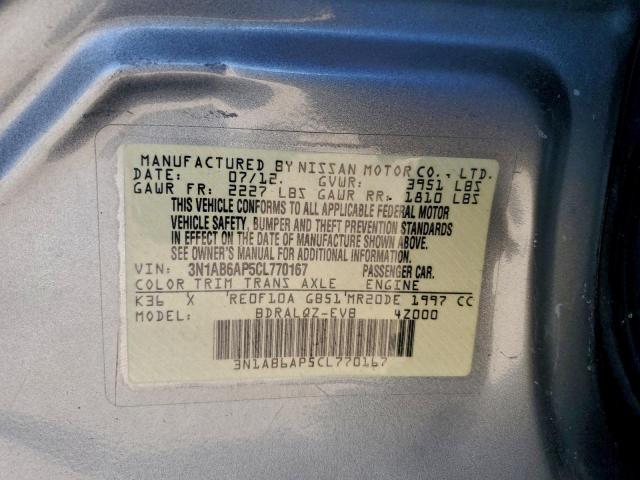 MANUFACTURED BY NISSAN MOTOR CO., LTD.
DATE: 07/12. GVWR: 3951 LBS
GAWR FR: 2227 LBS GAWR RR: 1810 LBS
THIS VEHICLE CONFORMS TO ALL APPLICABLE FEDERAL MOTOR
VEHICLE SAFETY, BUMPER AND THEFT PREVENTION STANDARDS
IN EFFECT ON THE DATE OF MANUFACTURE SHOWN ABOVE.
SEE OWNER'S MANUAL FOR ADDITIONAL INFORMATION.
VIN: 3N1AB6AP5CL770167 PASSENGER CAR.
COLOR TRIM TRANS AXLE ENGINE
K36 X 'RE0F10A GB51'MR20DE 1997 CC
MODEL: BDRALQZ-EVB 4Z000
3N1AB6AP5CL770167